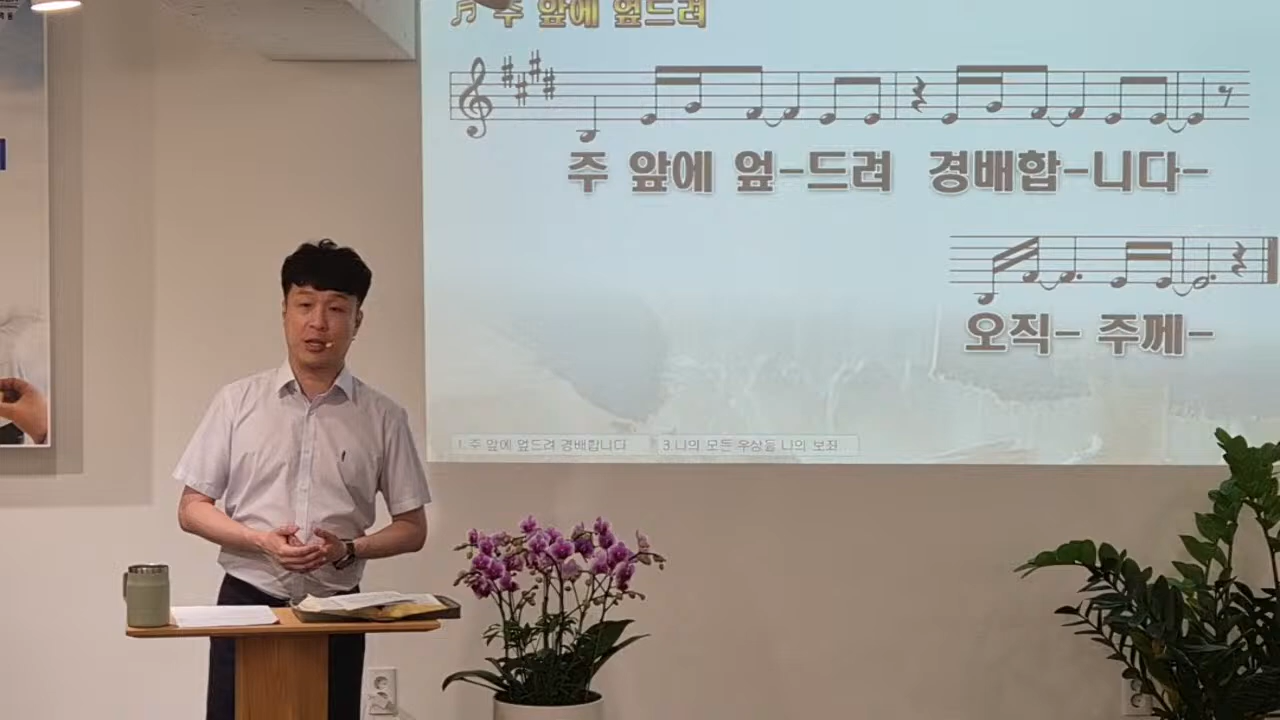 주 앞에 엎드려
주 앞에 엎-드려 경배합-니다-
오직- 주께-
1.주 앞에 엎드려 경배합니다 3.나의 모든 우상을 나의 보좌